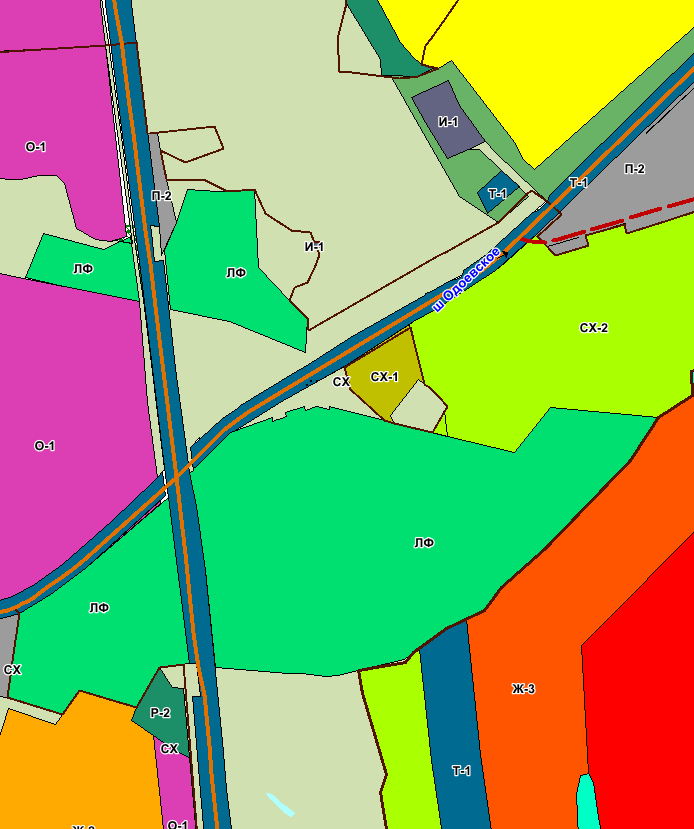 И-1
О-1
П-2
Т-1
П-2
Т-1
И-1
ЛФ
ЛФ
ш Одоевское
СХ-2
СХ
СХ-1
О-1
ЛФ
ЛФ
СХ
Ж-3
Р-2
СХ
Т-1
О-1